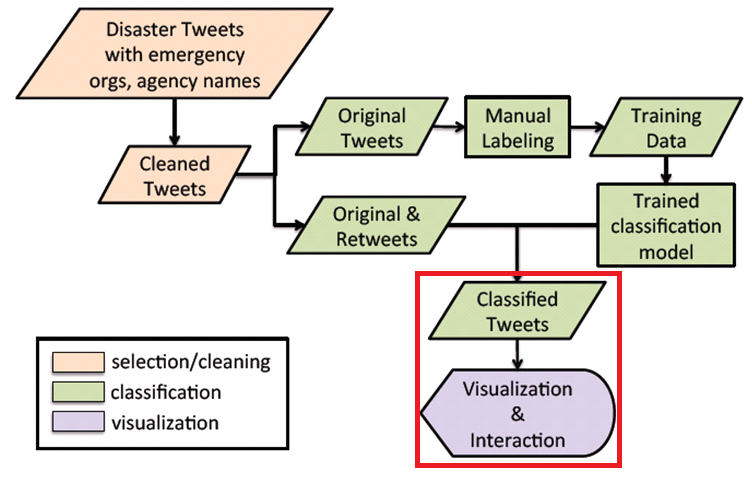 Disaster Tweets
with emergency
orgs, agency names
Cleaned
Tweets
Original
Tweets
Manual
Labeling
Training
Data
Original &
Retweets
Trained
classification
model
Classified
Tweets
Visualization
&
Interaction
selection/cleaning
classification
visualization